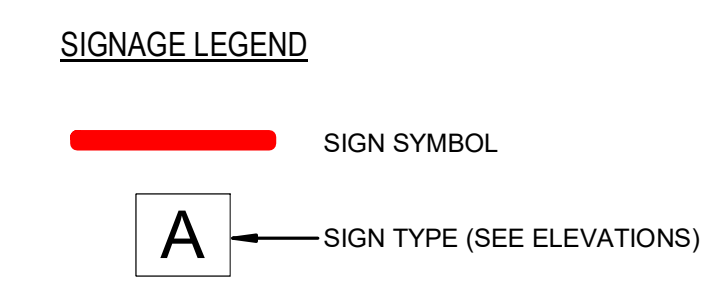 SIGNAGE LEGEND
SIGN SYMBOL
A
SIGN TYPE (SEE ELEVATIONS)